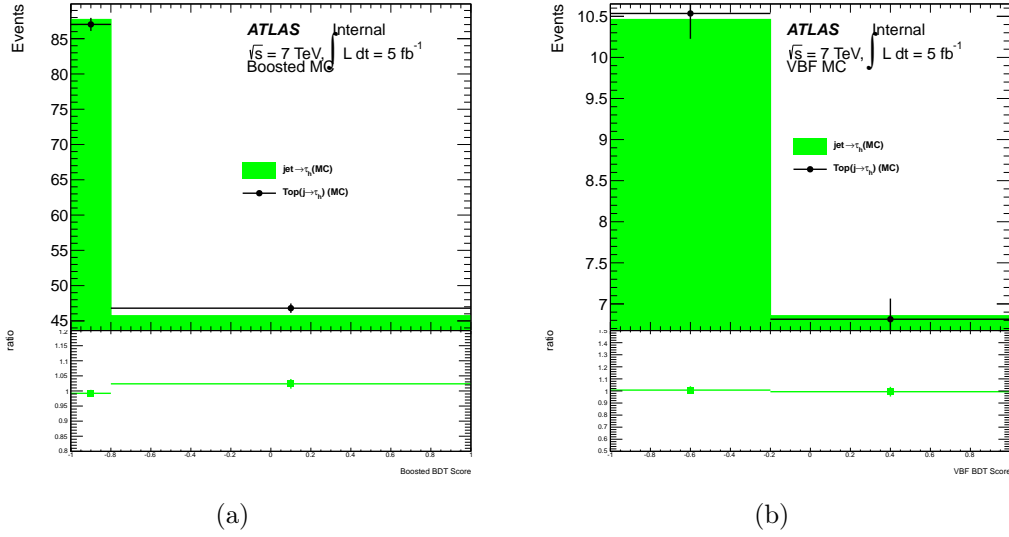 Events
85
80
75
70
65
60
55
50
45
ATLAS Internal
√s = 7 TeV, ∫ L dt = 5 fb-1
Boosted MC
jet→τh(MC)
Top(j→τh) (MC)
ratio
1.2
1.15
1.1
1.05
1
0.95
0.9
0.85
0.8
-1 -0.8 -0.6 -0.4 -0.2 0 0.2 0.4 0.6 0.8 1
Boosted BDT Score
(a)
Events
10.5
10
9.5
9
8.5
8
7.5
7
ATLAS Internal
√s = 7 TeV, ∫ L dt = 5 fb-1
VBF MC
jet→τh(MC)
Top(j→τh) (MC)
ratio
1.5
1.4
1.3
1.2
1.1
1
0.9
0.8
0.7
0.6
0.5
-1 -0.8 -0.6 -0.4 -0.2 0 0.2 0.4 0.6 0.8 1
VBF BDT Score
(b)